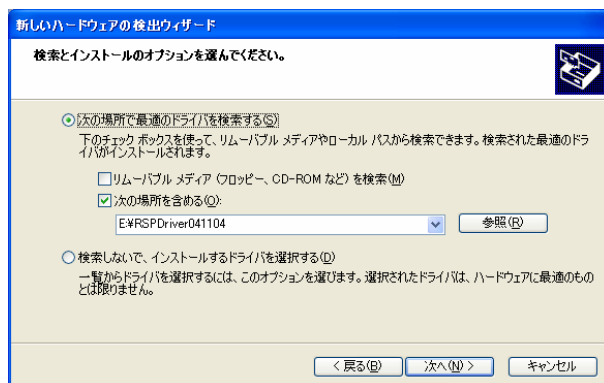 新しいハードウェアの検出ウィザード
検索とインストールのオプションを選んでください。
次の場所で最適のドライバを検索する(S)
下のチェック ボックスを使って、リムーバブル メディアやローカル パスから検索できます。検索された最適のドラ
イバがインストールされます。
リムーバブル メディア (フロッピー、CD-ROM など) を検索(M)
次の場所を含める(O):
E:¥RSPDriver041104
参照(R)
検索しないで、インストールするドライバを選択する(D)
一覧からドライバを選択するには、このオプションを選びます。選択されたドライバは、ハードウェアに最適のもの
とは限りません。
< 戻る(B)
次へ(N) >
キャンセル